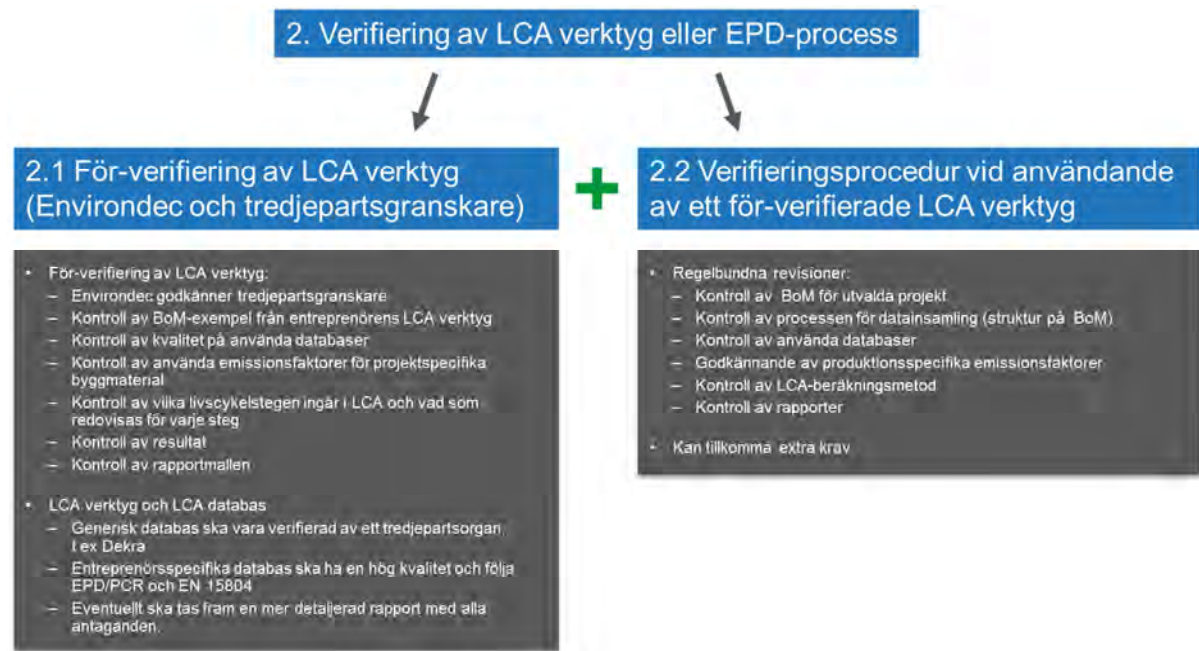 2. Verifiering av LCA verktyg eller EPD-process
2.1 För-verifiering av LCA verktyg
(Environdec och tredjepartsgranskare)
2.2 Verifieringsprocedur vid användande
av ett för-verifierade LCA verktyg
• För-verifiering av LCA verktyg:
– Environdec godkänner tredjepartsgranskare
– Kontroll av BoM-exempel från entreprenörens LCA verktyg
– Kontroll av kvalitet på använda databaser
– Kontroll av använda emissionsfaktorer för projektspecifika
byggmaterial
– Kontroll av vilka livscykelstegen ingår i LCA och vad som
redovisas för varje steg
– Kontroll av resultat
– Kontroll av rapportmallen
• LCA verktyg och LCA databas
– Generisk databas ska vara verifierad av ett tredjepartsorgan
t ex Dekra
– Entreprenörsspecifika databas ska ha en hög kvalitet och följa
EPD/PCR och EN 15804
– Eventuellt ska tas fram en mer detaljerad rapport med alla
antaganden.
• Regelbundna revisioner:
– Kontroll av BoM för utvalda projekt
– Kontroll av processen för datainsamling (struktur på BoM)
– Kontroll av använda databaser
– Godkännande av produktionsspecifika emissionsfaktorer
– Kontroll av LCA-beräkningsmetod
– Kontroll av rapporter
• Kan tillkomma extra krav